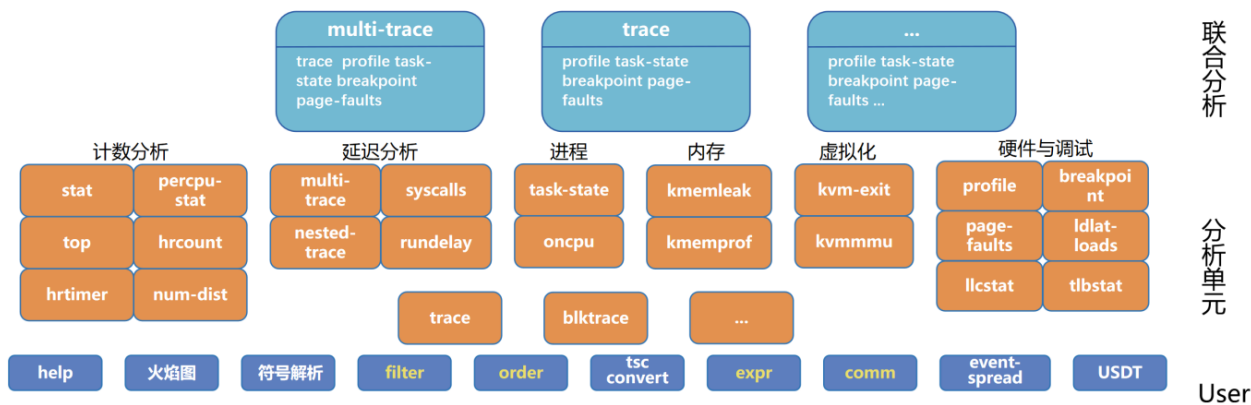 multi-trace
trace profile task-
state breakpoint
page-faults
trace
profile task-state
breakpoint page-
faults
...
profile task-state
breakpoint page-
faults ...
联合分析
计数分析
stat
percpu-
stat
top
hrcount
hrtimer
num-dist
延迟分析
multi-
trace
syscalls
nested-
trace
rundelay
进程
task-state
oncpu
内存
kmemleak
kmemprof
虚拟化
kvm-exit
kvmmmu
硬件与调试
profile
breakpoi
nt
page-
faults
ldlat-
loads
llcstat
tlbstat
trace
blktrace
...
分析单元
help
火焰图
符号解析
filter
order
tsc
convert
expr
comm
event-
spread
USDT
User